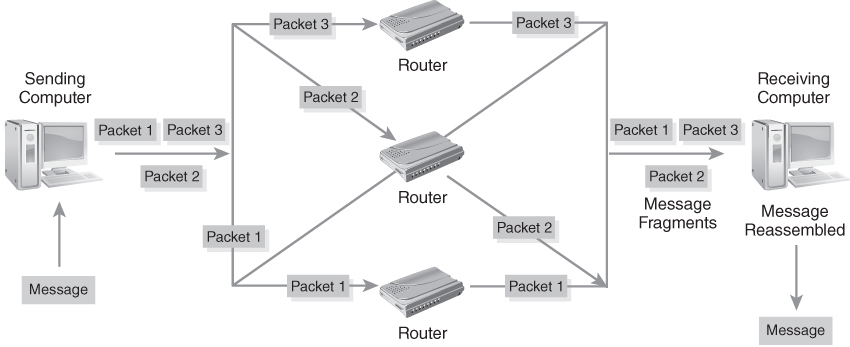 Packet 3
Packet 3
Router
Sending
Computer
Receiving
Computer
Packet 2
Packet 1
Packet 3
Packet 1
Packet 3
Packet 2
Packet 2
Router
Message
Fragments
Message
Reassembled
Packet 1
Packet 2
Message
Packet 1
Packet 1
Router
Message